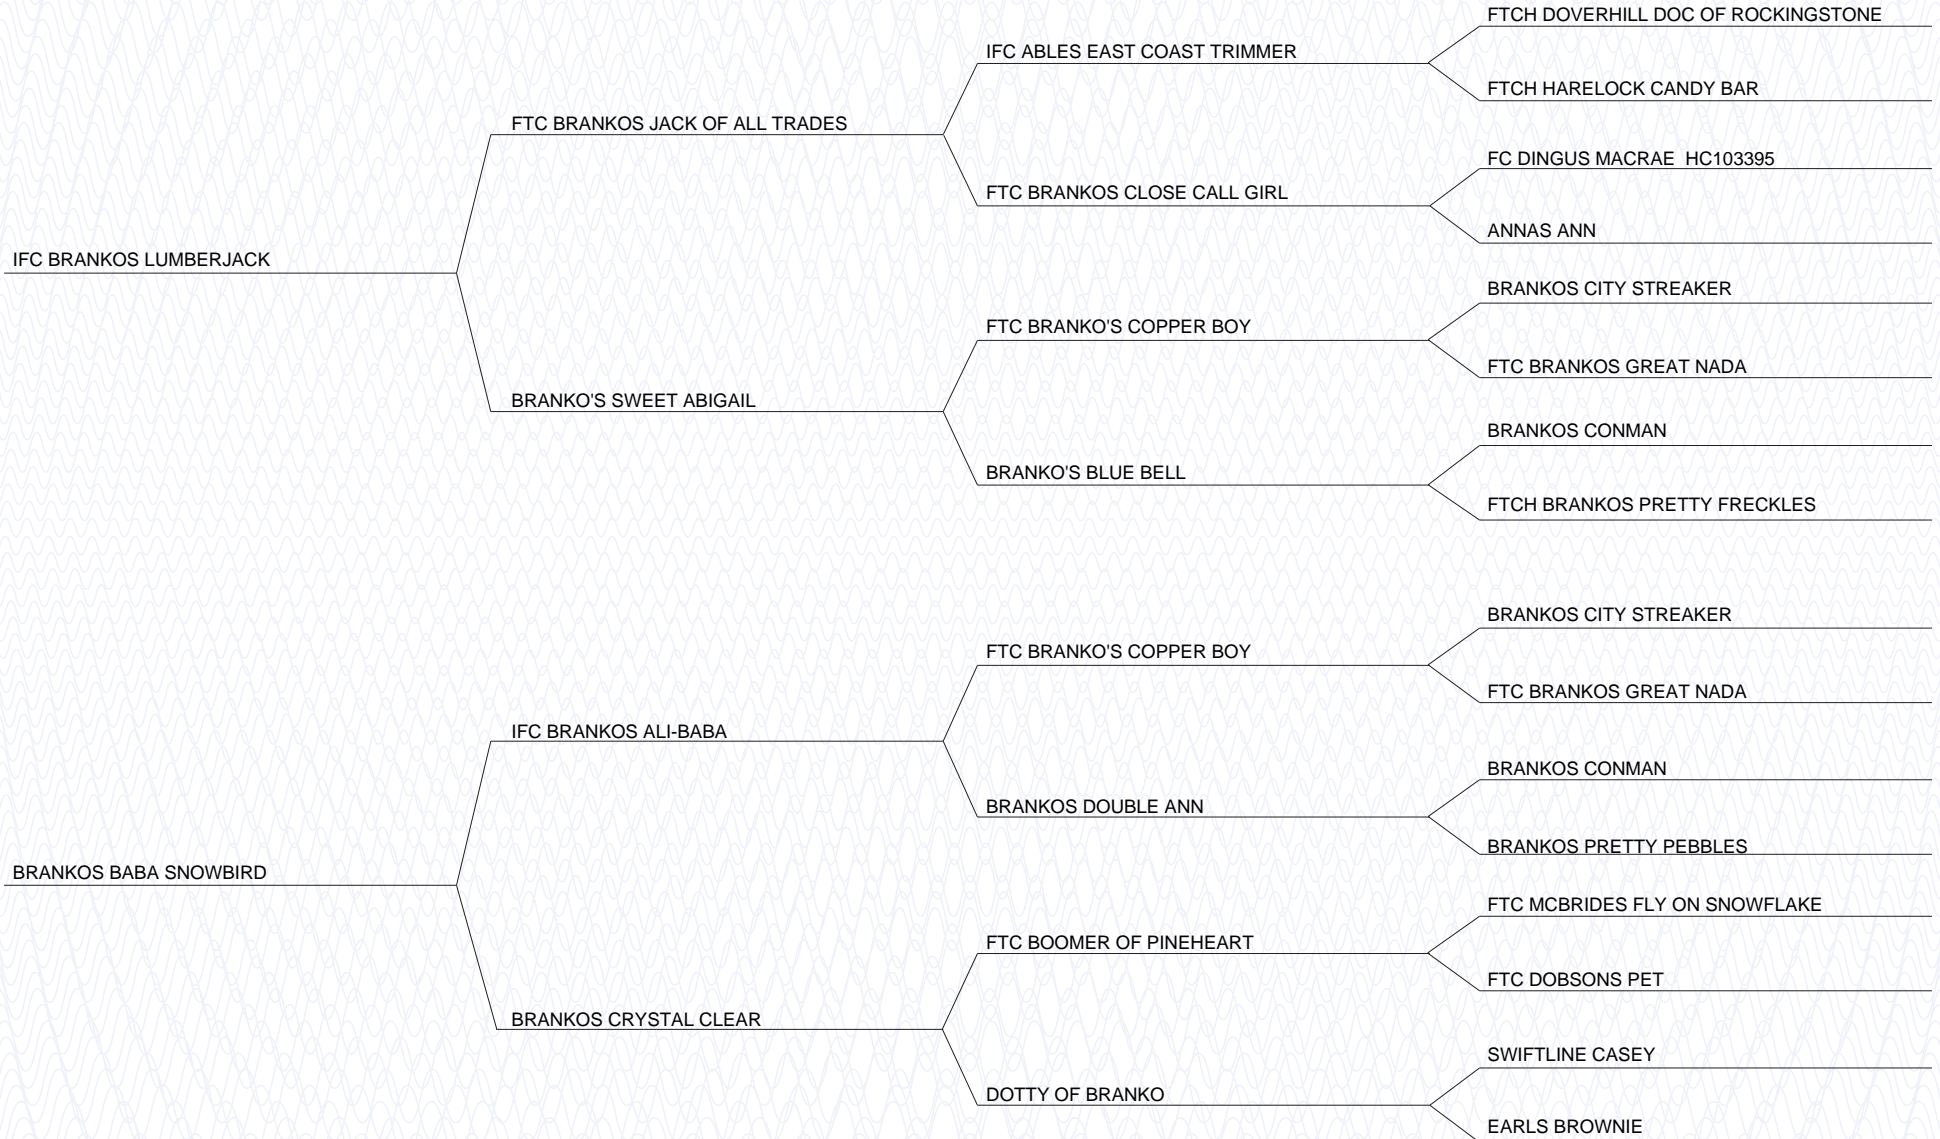 FTCH DOVERHILL DOC OF ROCKINGSTONE
IFC ABLES EAST COAST TRIMMER
FTCH HARELOCK CANDY BAR
FTC BRANKOS JACK OF ALL TRADES
FC DINGUS MACRAE  HC103395
FTC BRANKOS CLOSE CALL GIRL
ANNAS ANN
IFC BRANKOS LUMBERJACK
BRANKOS CITY STREAKER
FTC BRANKO'S COPPER BOY
FTC BRANKOS GREAT NADA
BRANKO'S SWEET ABIGAIL
BRANKOS CONMAN
BRANKO'S BLUE BELL
FTCH BRANKOS PRETTY FRECKLES
BRANKOS CITY STREAKER
FTC BRANKO'S COPPER BOY
FTC BRANKOS GREAT NADA
IFC BRANKOS ALI-BABA
BRANKOS CONMAN
BRANKOS DOUBLE ANN
BRANKOS PRETTY PEBBLES
BRANKOS BABA SNOWBIRD
FTC MCBRIDES FLY ON SNOWFLAKE
FTC BOOMER OF PINEHEART
FTC DOBSONS PET
BRANKOS CRYSTAL CLEAR
SWIFTLINE CASEY
DOTTY OF BRANKO
EARLS BROWNIE